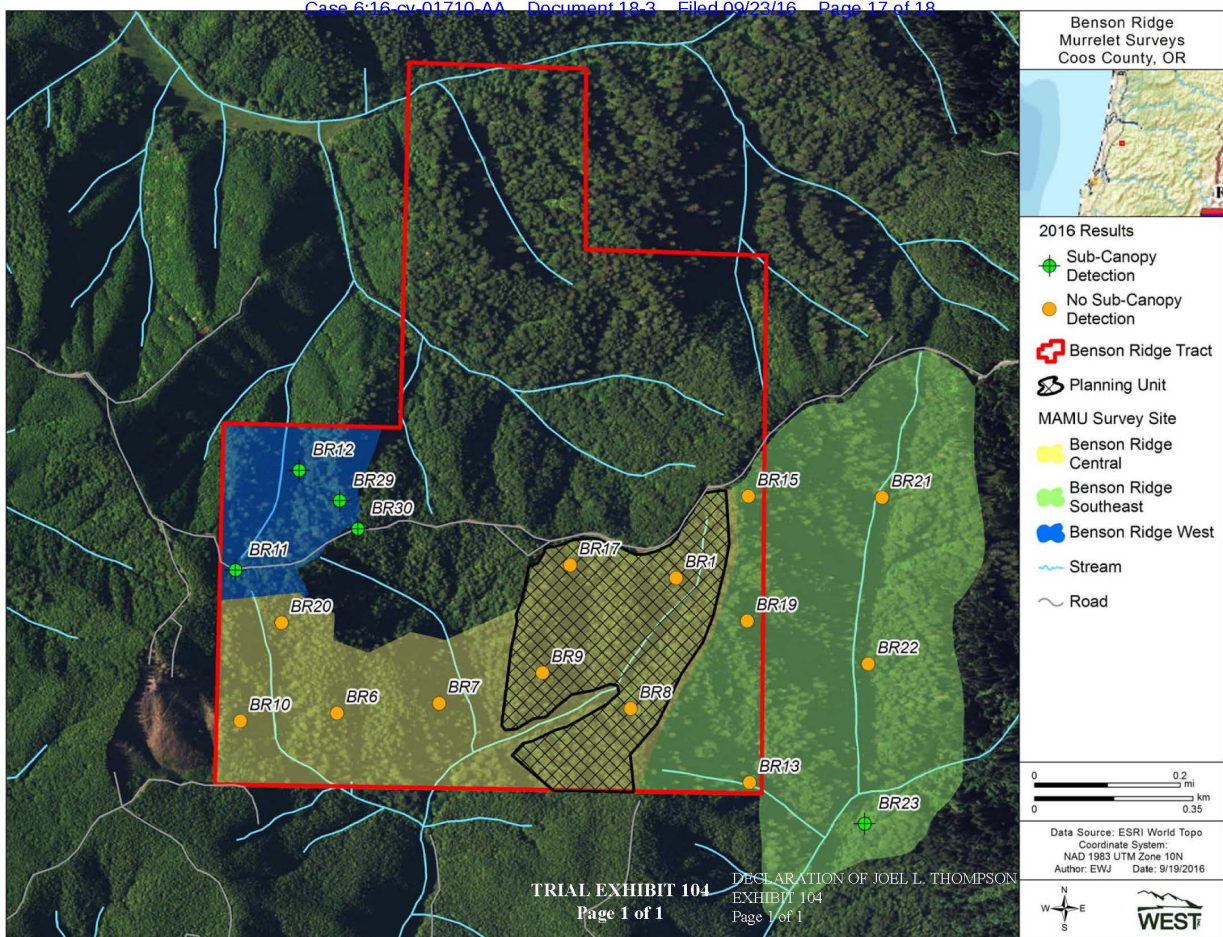 Case 6:16-cv-01710-AA Document 18-3 Filed 09/23/16 Page 17 of 18
Benson Ridge
Murrelet Surveys
Coos County, OR
2016 Results
Sub-Canopy
Detection
No Sub-Canopy
Detection
Benson Ridge Tract
Planning Unit
MAMU Survey Site
Benson Ridge
Central
Benson Ridge
Southeast
Benson Ridge West
Stream
Road
BR12
BR29
BR30
BR11
BR20
BR10
BR6
BR7
BR17
BR1
BR9
BR8
BR15
BR21
BR19
BR22
BR13
BR23
0 0.2
mi
km
0 0.35
Data Source: ESRI World Topo
Coordinate System:
NAD 1983 UTM Zone 10N
Author: EWJ Date: 9/19/2016
N
W E
S
WEST
TRIAL EXHIBIT 104
Page 1 of 1
DECLARATION OF JOEL L. THOMPSON
EXHIBIT 104
Page 1 of 1